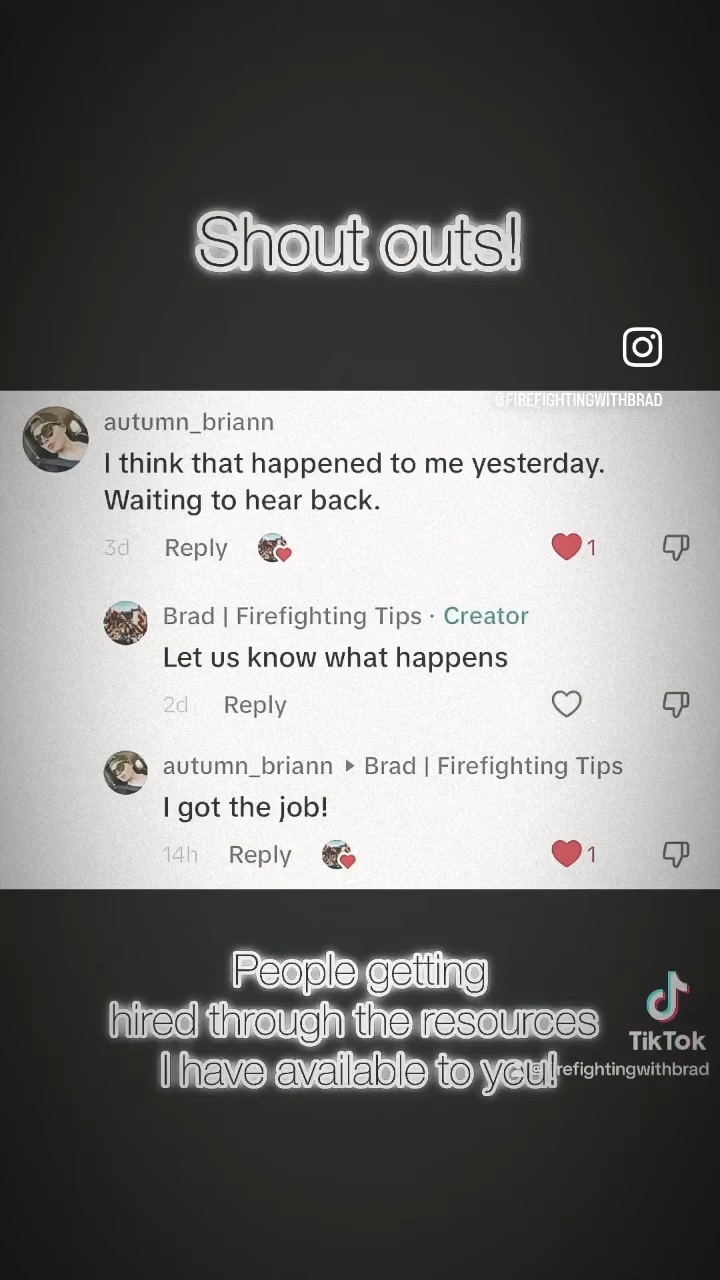 Shout outs!
@FIREFIGHTINGWITHBRAD
autumn_briann
I think that happened to me yesterday.
Waiting to hear back.
3d Reply 1
Brad | Firefighting Tips · Creator
Let us know what happens
2d Reply
autumn_briann ▸ Brad | Firefighting Tips
I got the job!
14h Reply 1
People getting
hired through the resources
I have available to you!
TikTok
@firefightingwithbrad